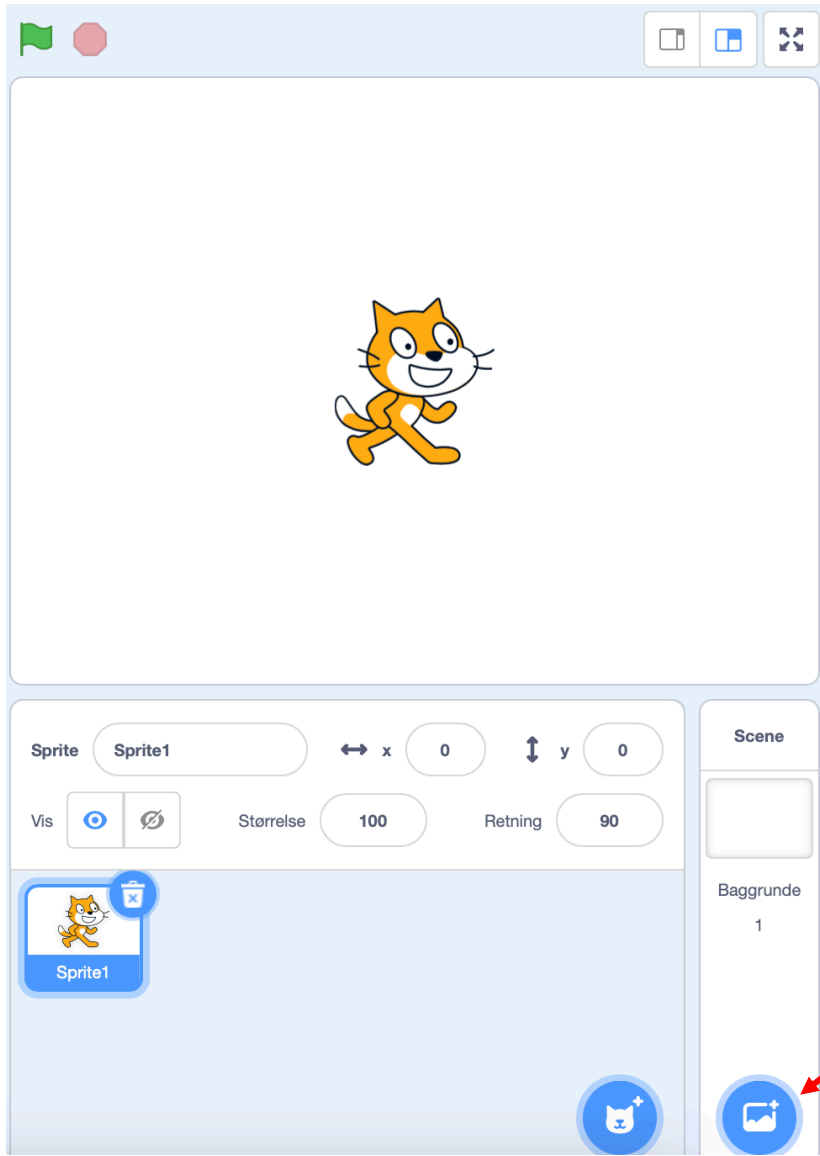 Sprite Sprite1 x 0 y 0
Vis Størrelse 100 Retning 90
Sprite1
Scene
Baggrunde
1